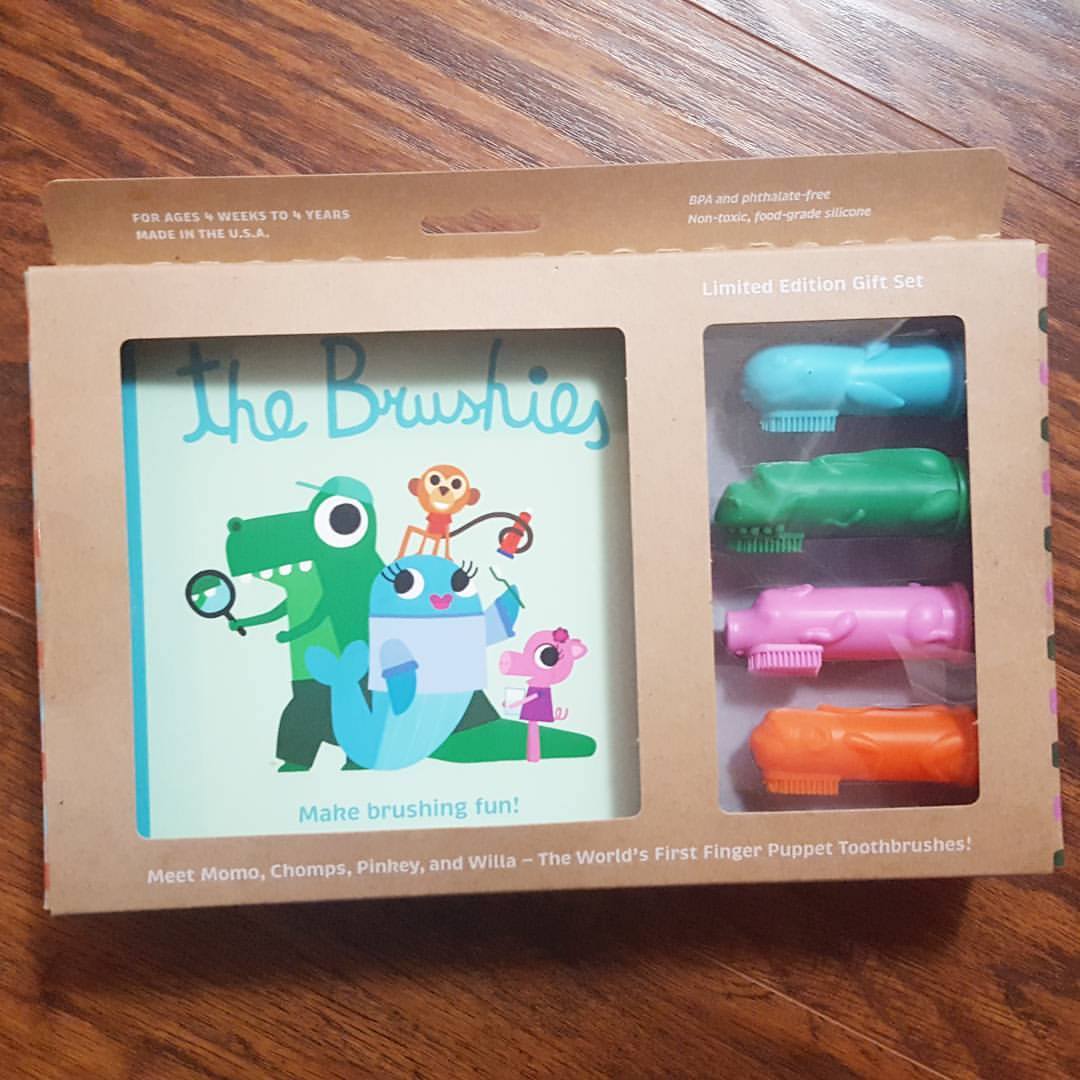 FOR AGES 4 WEEKS TO 4 YEARS
MADE IN THE U.S.A.
BPA and phthalate-free
Non-toxic, food-grade silicone
Limited Edition Gift Set
the Brushies
Make brushing fun!
Meet Momo, Chomps, Pinkey, and Willa – The World's First Finger Puppet Toothbrushes!